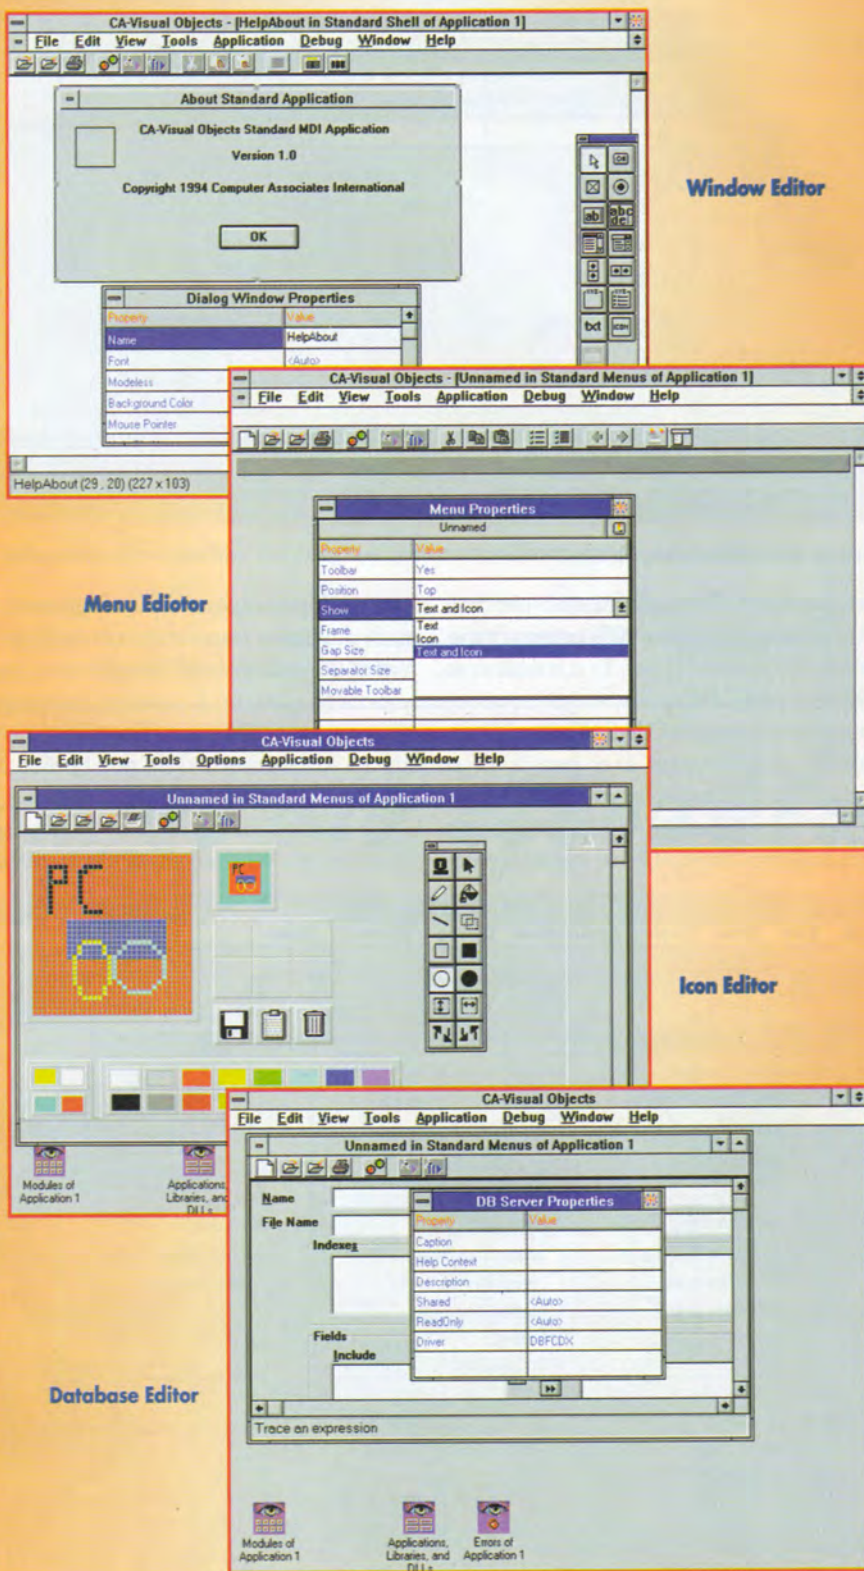 CA-Visual Objects - [HelpAbout in Standard Shell of Application 1]
File Edit View Tools Application Debug Window Help
About Standard Application
CA-Visual Objects Standard MDI Application
Version 1.0
Copyright 1994 Computer Associates International
OK
Dialog Window Properties
Property Value
Name HelpAbout
Font <Auto>
Modeless
Background Color
Mouse Pointer
HelpAbout (29 , 20) (227 x 103)
Window Editor
CA-Visual Objects - [Unnamed in Standard Menus of Application 1]
File Edit View Tools Application Debug Window Help
Menu Properties
Unnamed
Property Value
Toolbar Yes
Position Top
Show Text and Icon
Frame Text
Icon
Gap Size Text and Icon
Separator Size
Movable Toolbar
Menu Ediotor
CA-Visual Objects
File Edit View Tools Options Application Debug Window Help
Unnamed in Standard Menus of Application 1
PC
Modules of
Application 1
Applications,
Libraries, and
DLLs
Icon Editor
CA-Visual Objects
File Edit View Tools Application Debug Window Help
Unnamed in Standard Menus of Application 1
Name
File Name
Indexes
Fields
Include
DB Server Properties
Property Value
Caption
Help Context
Description
Shared <Auto>
ReadOnly <Auto>
Driver DBFCDX
Trace an expression
Modules of
Application 1
Applications,
Libraries, and
DLLs
Errors of
Application 1
Database Editor